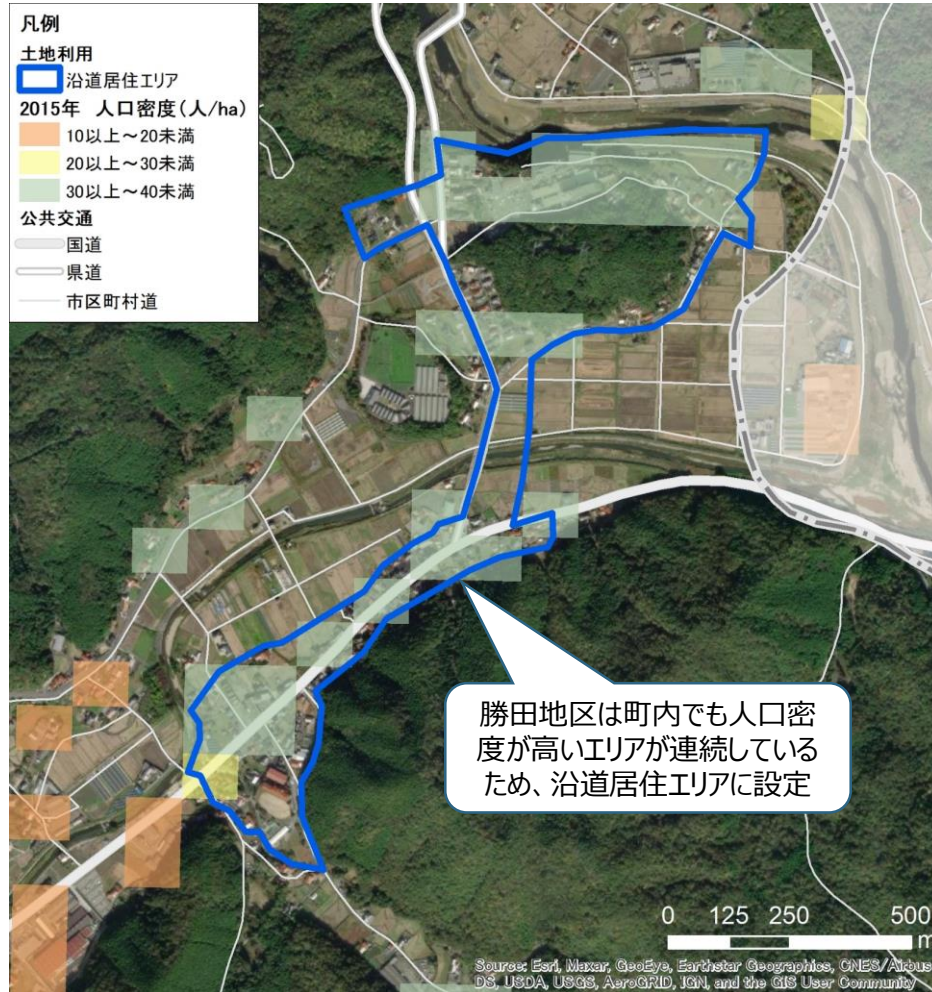 凡例
土地利用
沿道居住エリア
2015年 人口密度(人/ha)
10以上～20未満
20以上～30未満
30以上～40未満
公共交通
国道
県道
市区町村道
勝田地区は町内でも人口密
度が高いエリアが連続している
ため、沿道居住エリアに設定
0 125 250 500
m
Source: Esri, Maxar, GeoEye, Earthstar Geographics, CNES/Airbus
DS, USDA, USGS, AeroGRID, IGN, and the GIS User Community